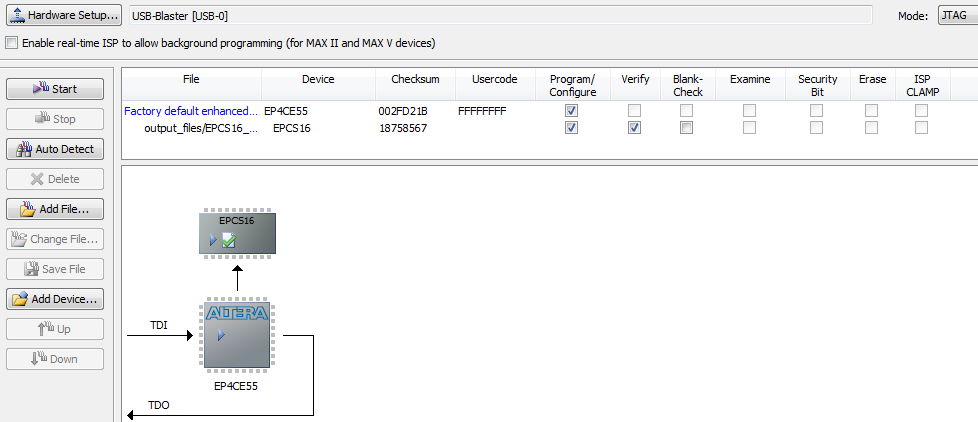 Hardware Setup... USB-Blaster [USB-0] Mode: JTAG
Enable real-time ISP to allow background programming (for MAX II and MAX V devices)
Start
Stop
Auto Detect
Delete
Add File...
Change File...
Save File
Add Device...
Up
Down
File Device Checksum Usercode Program/ Configure Verify Blank- Check Examine Security Bit Erase ISP CLAMP
Factory default enhanced... EP4CE55 002FD21B FFFFFFFF
output_files/EPCS16_... EPCS16 18758567
EPCS16
TDI
ALTERA
EP4CE55
TDO